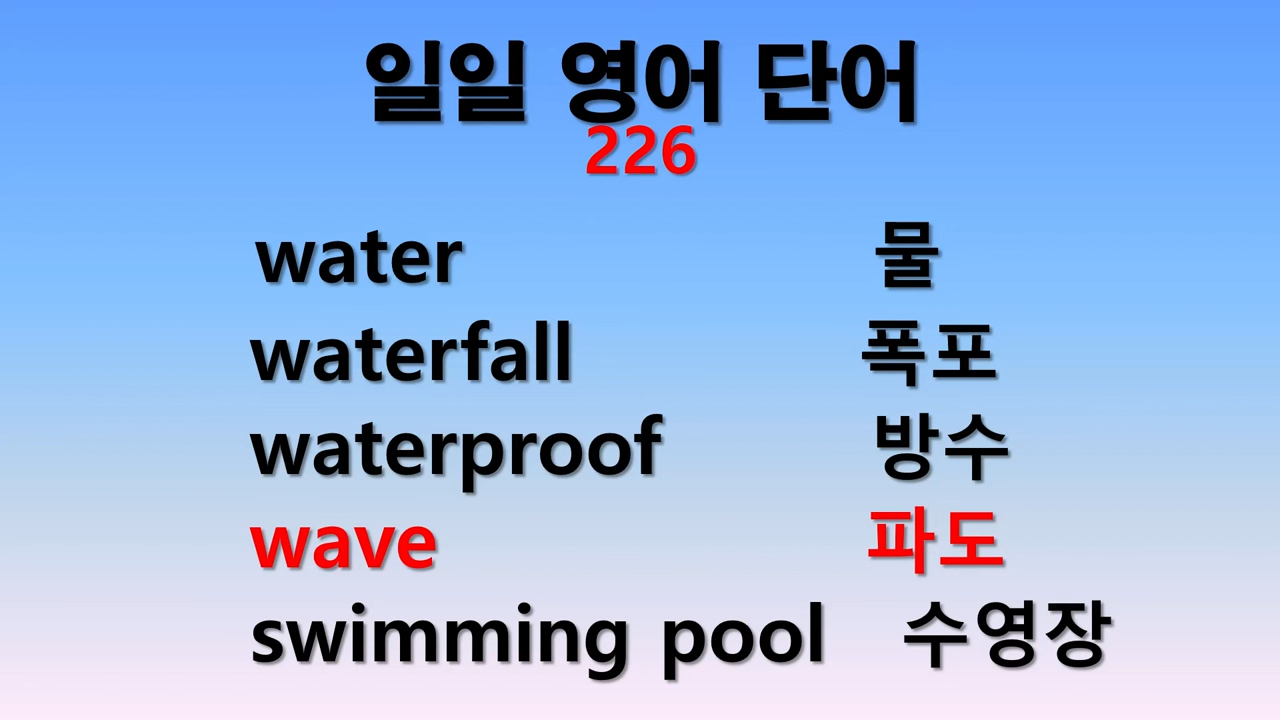 일일 영어 단어
226
water 물
waterfall 폭포
waterproof 방수
wave 파도
swimming pool 수영장